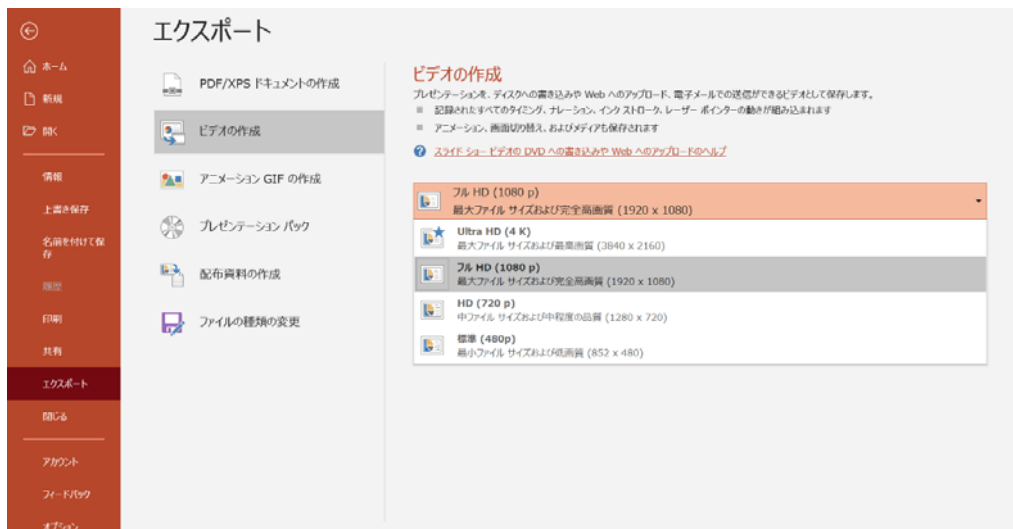 エクスポート
ホーム
新規
開く
情報
上書き保存
名前を付けて保
存
履歴
印刷
共有
エクスポート
閉じる
アカウント
フィードバック
オプション
PDF/XPS ドキュメントの作成
ビデオの作成
アニメーション GIF の作成
プレゼンテーション パック
配布資料の作成
ファイルの種類の変更
ビデオの作成
プレゼンテーションを、ディスクへの書き込みや Web へのアップロード、電子メールでの送信ができるビデオとして保存します。
記録されたすべてのタイミング、ナレーション、インク ストローク、レーザー ポインターの動きが組み込まれます
アニメーション、画面切り替え、およびメディアも保存されます
スライド ショー ビデオの DVD への書き込みや Web へのアップロードのヘルプ
フル HD (1080 p)
最大ファイル サイズおよび完全高画質 (1920 x 1080)
Ultra HD (4 K)
最大ファイル サイズおよび最高画質 (3840 x 2160)
フル HD (1080 p)
最大ファイル サイズおよび完全高画質 (1920 x 1080)
HD (720 p)
中ファイル サイズおよび中程度の品質 (1280 x 720)
標準 (480p)
最小ファイル サイズおよび低画質 (852 x 480)